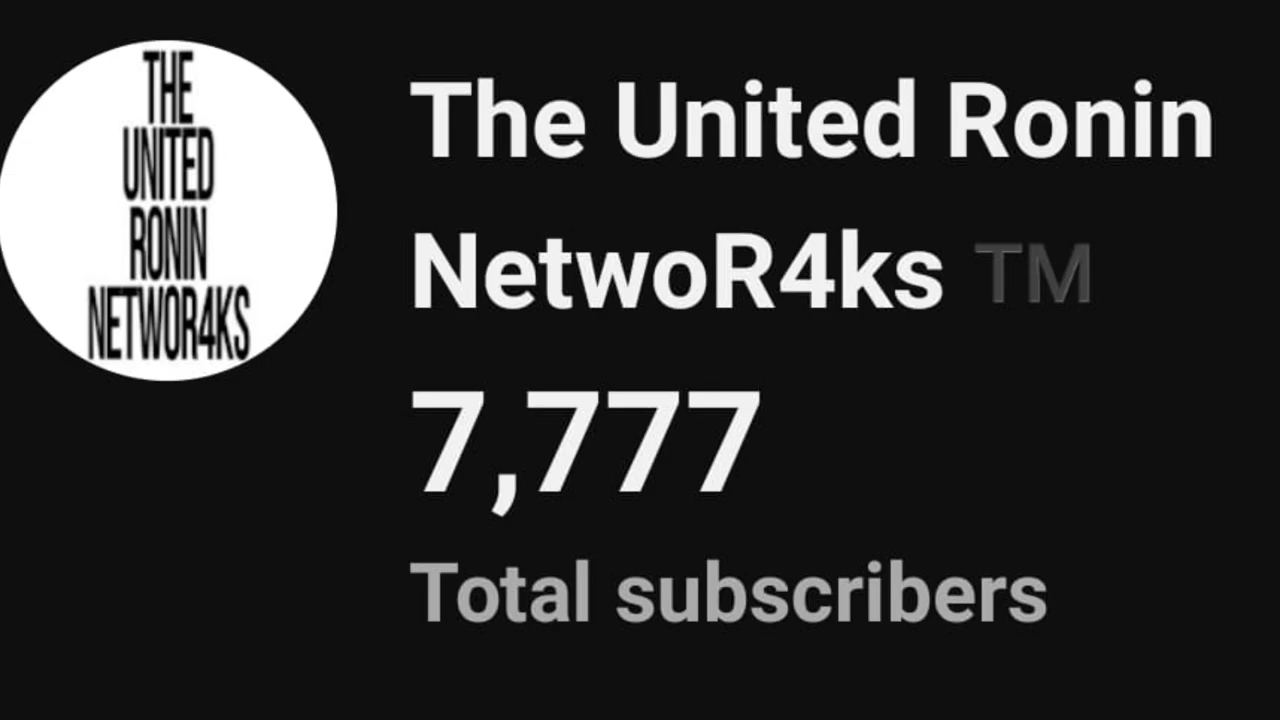 THE
UNITED
RONIN
NETWOR4KS
The United Ronin
NetwoR4ks TM
7,777
Total subscribers